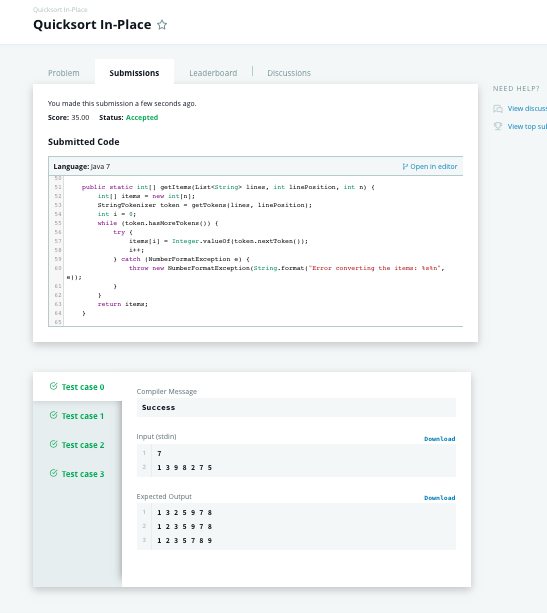 Quicksort In-Place
Quicksort In-Place
Problem
Submissions
Leaderboard
Discussions
NEED HELP?
View discuss
View top sub
You made this submission a few seconds ago.
Score: 35.00 Status: Accepted
Submitted Code
Language: Java 7
Open in editor
50
51 public static int[] getItems(List<String> lines, int linePosition, int n) {
52 int[] items = new int[n];
53 StringTokenizer token = getTokens(lines, linePosition);
54 int i = 0;
55 while (token.hasMoreTokens()) {
56 try {
57 items[i] = Integer.valueOf(token.nextToken());
58 i++;
59 } catch (NumberFormatException e) {
60 throw new NumberFormatException(String.format("Error converting the items: %s%n",
e));
61 }
62 }
63 return items;
64 }
65
Test case 0
Test case 1
Test case 2
Test case 3
Compiler Message
Success
Input (stdin)
Download
1 7
2 1 3 9 8 2 7 5
Expected Output
Download
1 1 3 2 5 9 7 8
2 1 2 3 5 9 7 8
3 1 2 3 5 7 8 9